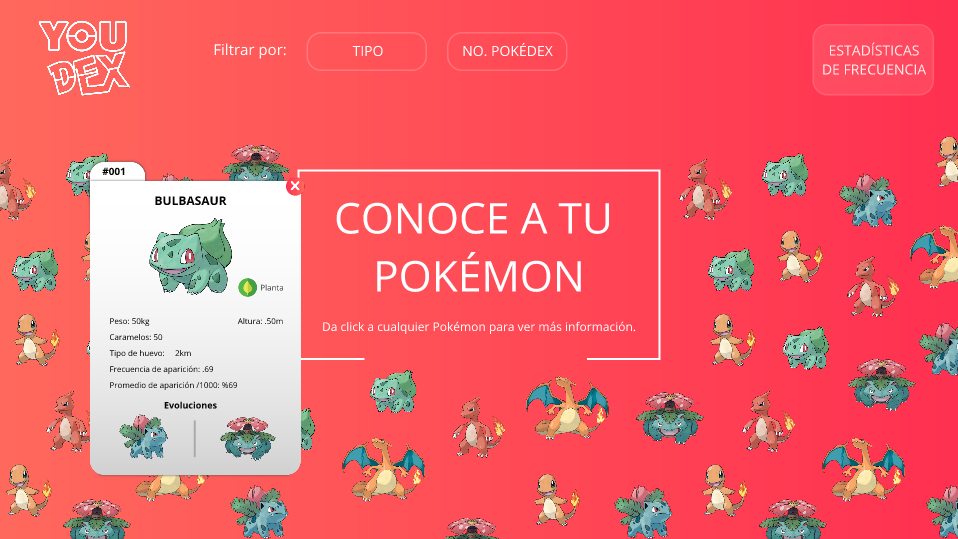 YOU
DEX
Filtrar por:
TIPO
NO. POKÉDEX
ESTADÍSTICAS
DE FRECUENCIA
#001
BULBASAUR
Planta
Peso: 50kg
Altura: .50m
Caramelos: 50
Tipo de huevo: 2km
Frecuencia de aparición: .69
Promedio de aparición /1000: %69
Evoluciones
CONOCE A TU
POKÉMON
Da click a cualquier Pokémon para ver más información.